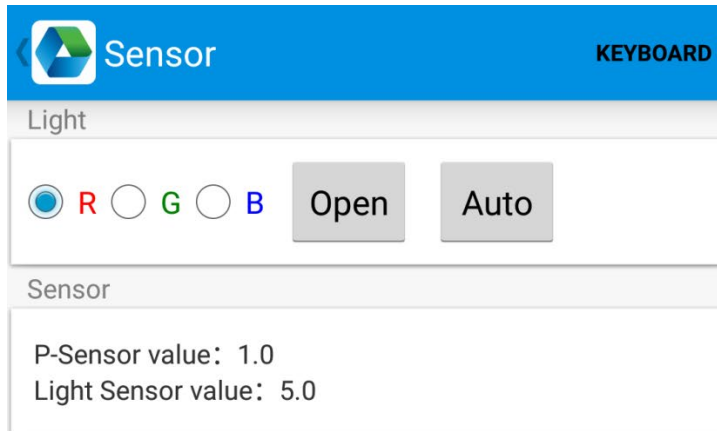 Sensor KEYBOARD
Light
R G B Open Auto
Sensor
P-Sensor value：1.0
Light Sensor value：5.0